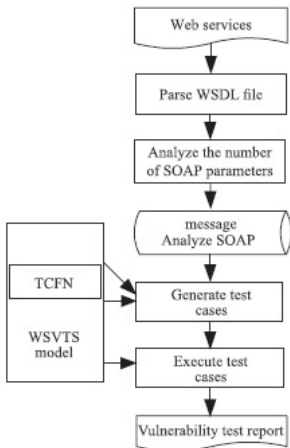 Web services
Parse WSDL file
Analyze the number
of SOAP parameters
message
Analyze SOAP
TCFN
WSVTS
model
Generate test
cases
Execute test
cases
Vulnerability test report